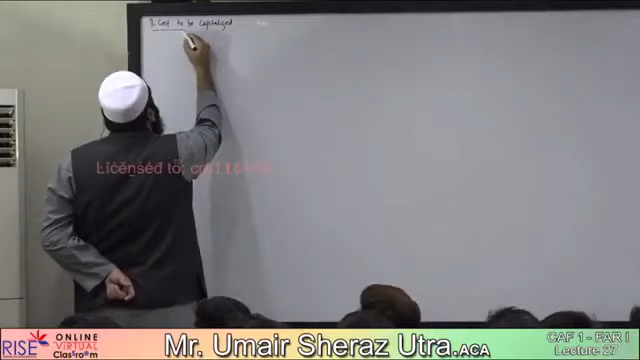 D. Cost to be capitalized
Licensed to:
RISE
ONLINE
VIRTUAL
Classroom
Mr. Umair Sheraz Utra.ACA
CAF 1 - FAR I
Lecture 27